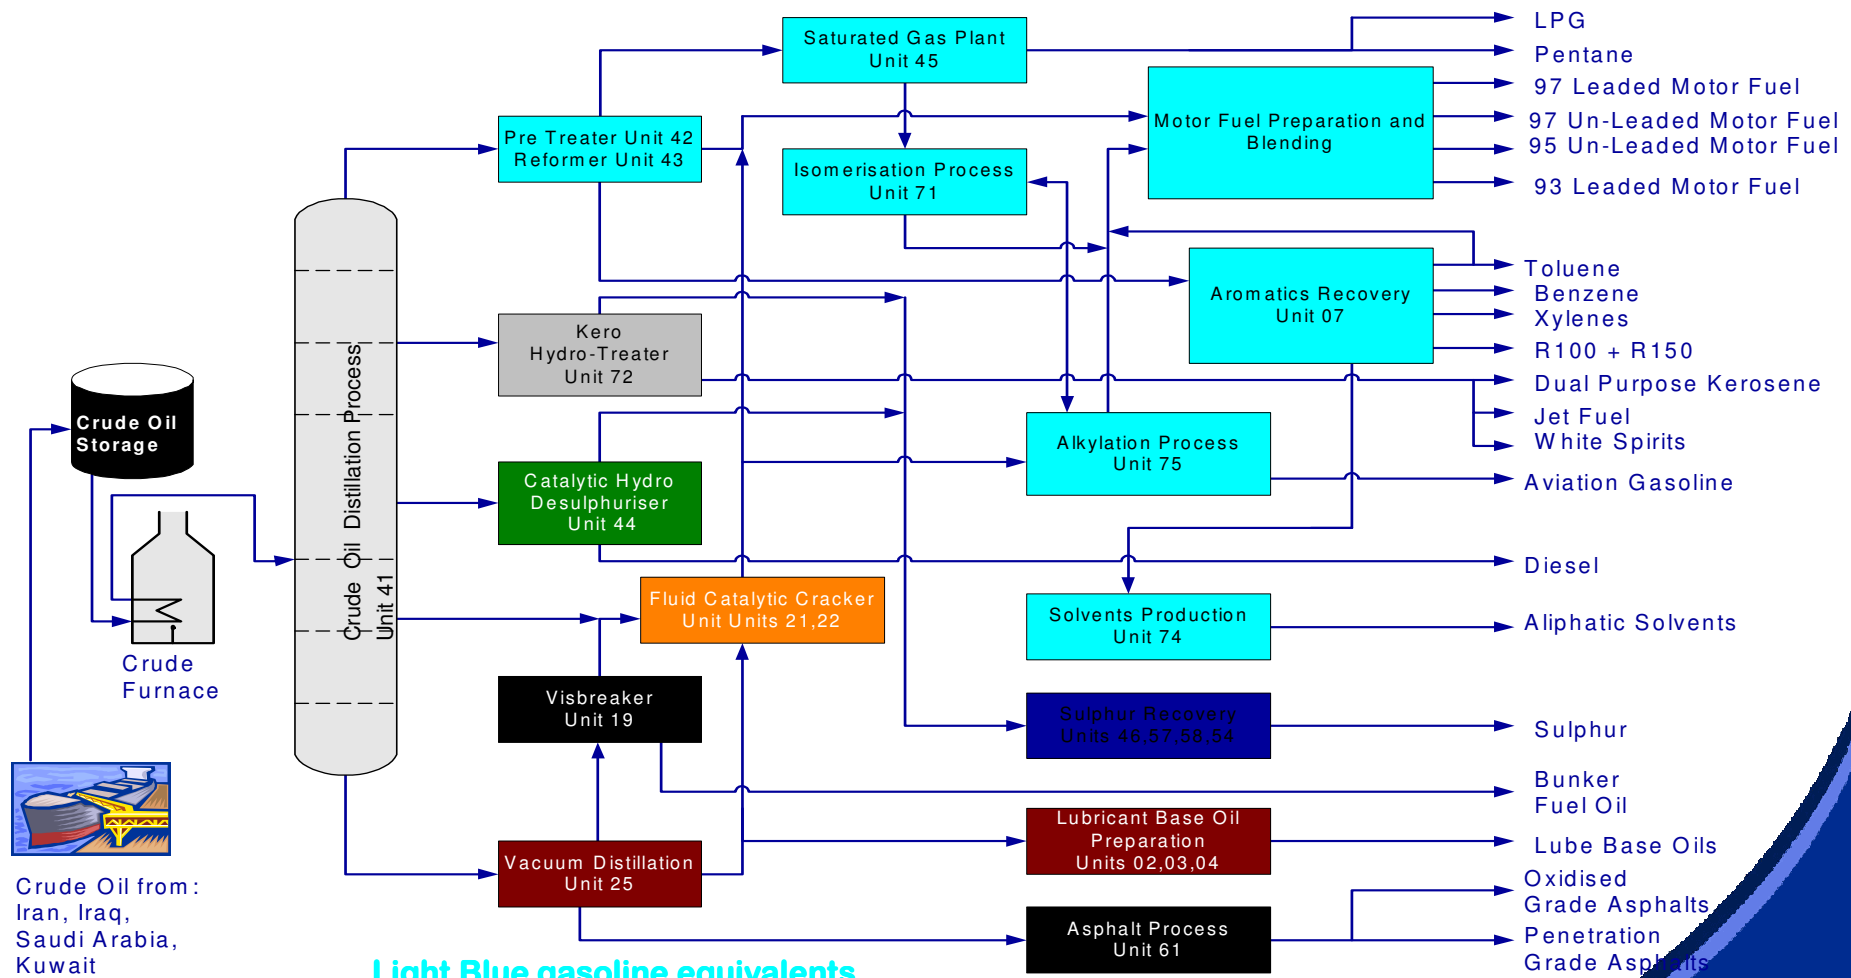 LPG
Pentane
97 Leaded Motor Fuel
97 Un-Leaded Motor Fuel
95 Un-Leaded Motor Fuel
93 Leaded Motor Fuel
Saturated Gas Plant
Unit 45
Motor Fuel Preparation and
Blending
Pre Treater Unit 42
Reformer Unit 43
Isomerisation Process
Unit 71
Aromatics Recovery
Unit 07
Toluene
Benzene
Xylenes
R100 + R150
Kero
Hydro-Treater
Unit 72
Dual Purpose Kerosene
Jet Fuel
White Spirits
Crude Oil
Storage
Crude Oil Distillation Process
Unit 41
Alkylation Process
Unit 75
Aviation Gasoline
Catalytic Hydro
Desulphuriser
Unit 44
Diesel
Fluid Catalytic Cracker
Unit Units 21,22
Solvents Production
Unit 74
Aliphatic Solvents
Crude
Furnace
Visbreaker
Unit 19
Sulphur Recovery
Units 46,57,58,54
Sulphur
Bunker
Fuel Oil
Lubricant Base Oil
Preparation
Units 02,03,04
Lube Base Oils
Vacuum Distillation
Unit 25
Oxidised
Grade Asphalts
Asphalt Process
Unit 61
Penetration
Grade Asphalts
Crude Oil from:
Iran, Iraq,
Saudi Arabia,
Kuwait
Light Blue gasoline equivalents